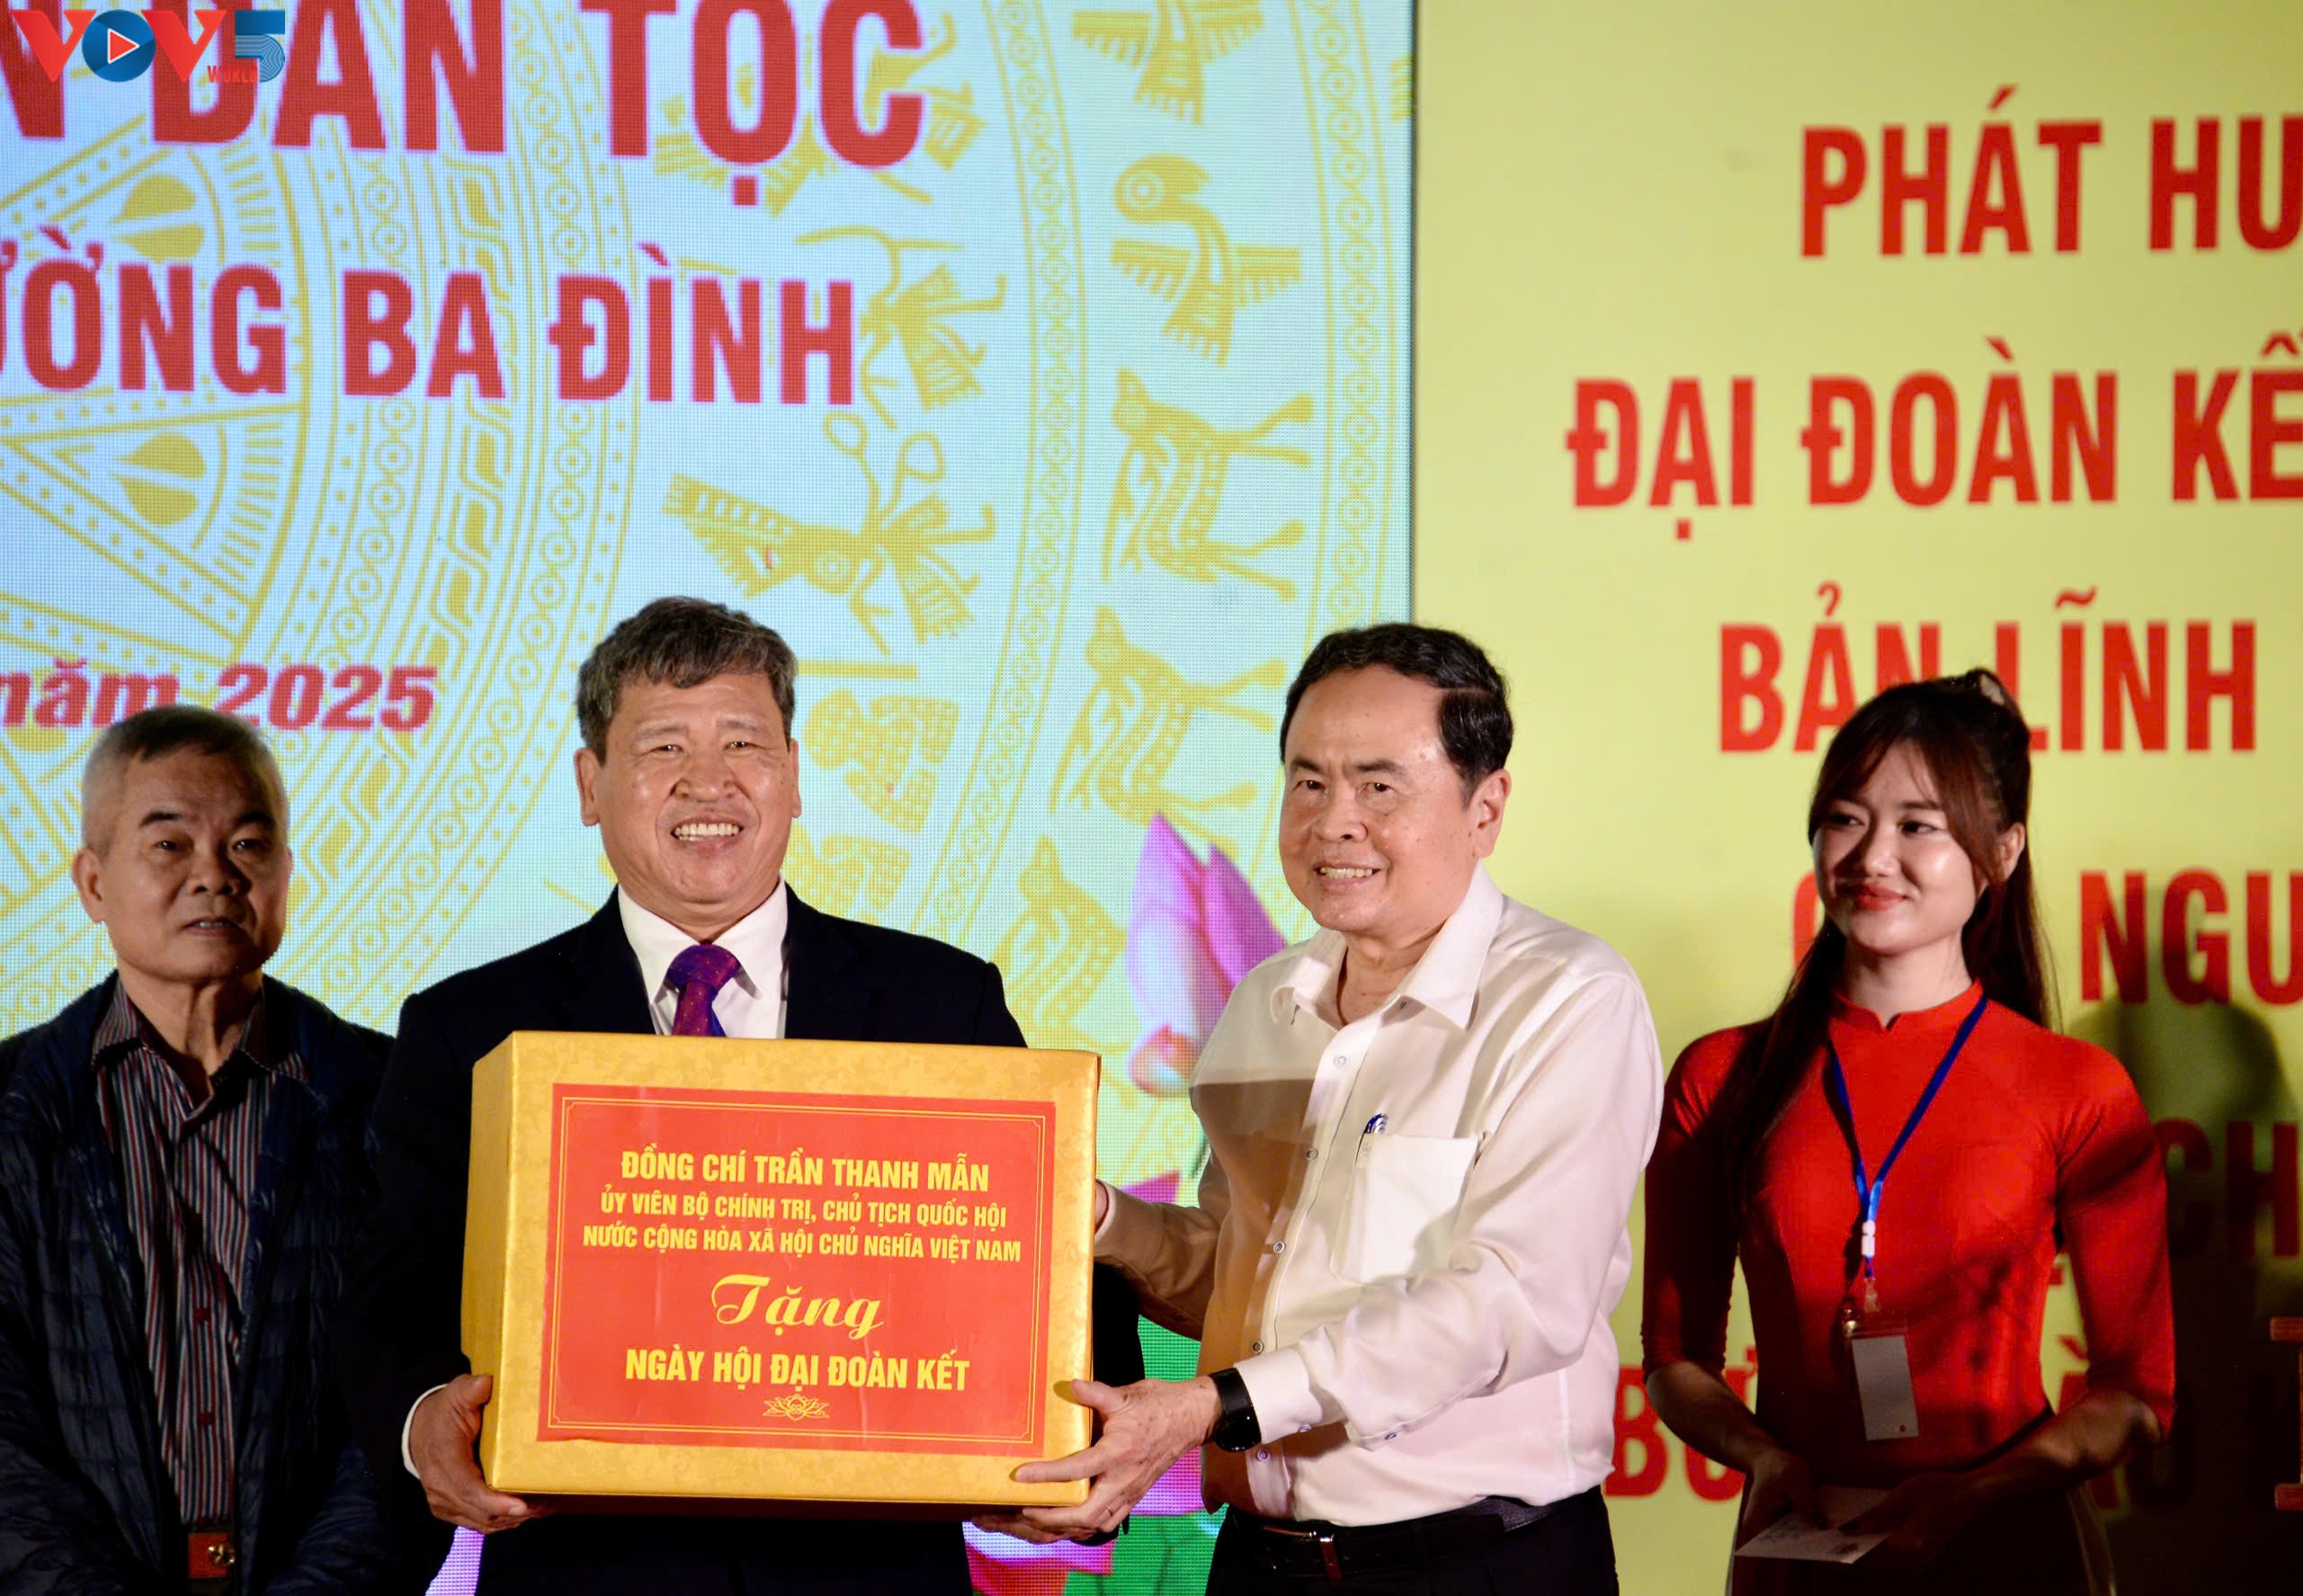 VOV5
WORLD
DÂN TỘC
ƯỜNG BA ĐÌNH
năm 2025
PHÁT HU
ĐẠI ĐOÀN KẾ
BẢN LĨNH
NGU
ĐỒNG CHÍ TRẦN THANH MẪN
ỦY VIÊN BỘ CHÍNH TRỊ, CHỦ TỊCH QUỐC HỘI
NƯỚC CỘNG HÒA XÃ HỘI CHỦ NGHĨA VIỆT NAM
Tặng
NGÀY HỘI ĐẠI ĐOÀN KẾT